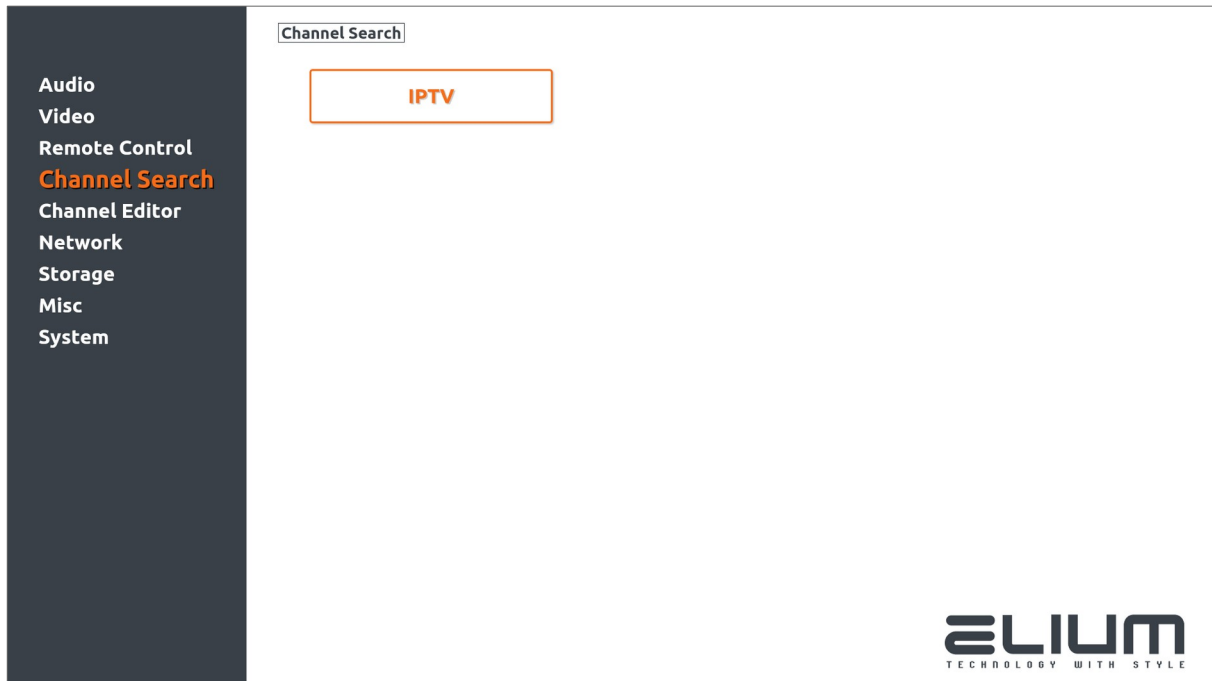 Channel Search
IPTV
Audio
Video
Remote Control
Channel Search
Channel Editor
Network
Storage
Misc
System
ELIUM
TECHNOLOGY WITH STYLE